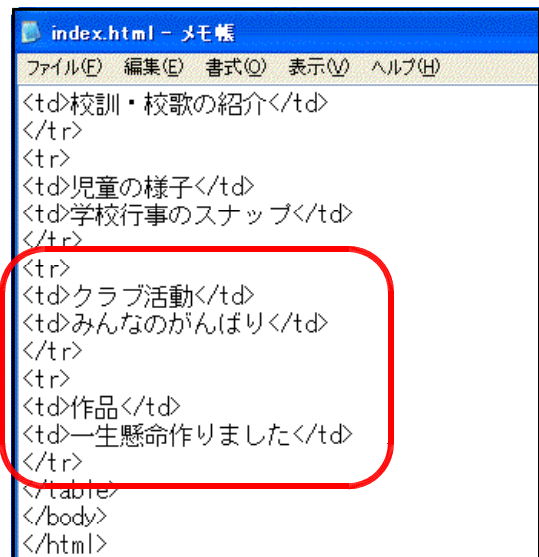 index.html - メモ帳
ファイル(F) 編集(E) 書式(O) 表示(V) ヘルプ(H)
<td>校訓・校歌の紹介</td>
</tr>
<tr>
<td>児童の様子</td>
<td>学校行事のスナップ</td>
</tr>
<tr>
<td>クラブ活動</td>
<td>みんなのがんばり</td>
</tr>
<tr>
<td>作品</td>
<td>一生懸命作りました</td>
</tr>
</table>
</body>
</html>